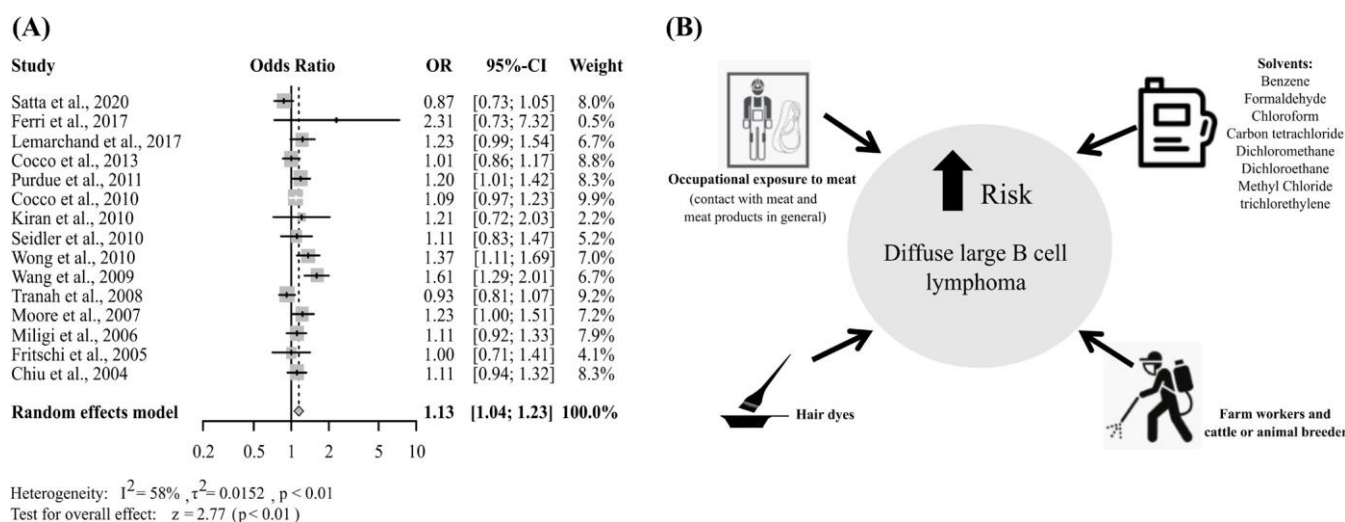 (A)
Study Odds Ratio OR 95%-CI Weight
Satta et al., 2020 0.87 [0.73; 1.05] 8.0%
Ferri et al., 2017 2.31 [0.73; 7.32] 0.5%
Lemarchand et al., 2017 1.23 [0.99; 1.54] 6.7%
Cocco et al., 2013 1.01 [0.86; 1.17] 8.8%
Purdue et al., 2011 1.20 [1.01; 1.42] 8.3%
Cocco et al., 2010 1.09 [0.97; 1.23] 9.9%
Kiran et al., 2010 1.21 [0.72; 2.03] 2.2%
Seidler et al., 2010 1.11 [0.83; 1.47] 5.2%
Wong et al., 2010 1.37 [1.11; 1.69] 7.0%
Wang et al., 2009 1.61 [1.29; 2.01] 6.7%
Tranah et al., 2008 0.93 [0.81; 1.07] 9.2%
Moore et al., 2007 1.23 [1.00; 1.51] 7.2%
Miligi et al., 2006 1.11 [0.92; 1.33] 7.9%
Fritschi et al., 2005 1.00 [0.71; 1.41] 4.1%
Chiu et al., 2004 1.11 [0.94; 1.32] 8.3%
Random effects model 1.13 [1.04; 1.23] 100.0%
0.2 1 2 5 10
Heterogeneity: I² = 58% , τ² = 0.0152 , p < 0.01
Test for overall effect: z = 2.77 (p < 0.01 )
(B)
Occupational exposure to meat
(contact with meat and
meat products in general)
Solvents:
Benzene
Formaldehyde
Chloroform
Carbon tetrachloride
Dichloromethane
Dichloroethane
Methyl Chloride
trichlorethylene
Risk
Diffuse large B cell
lymphoma
Hair dyes
Farm workers and
cattle or animal breeder